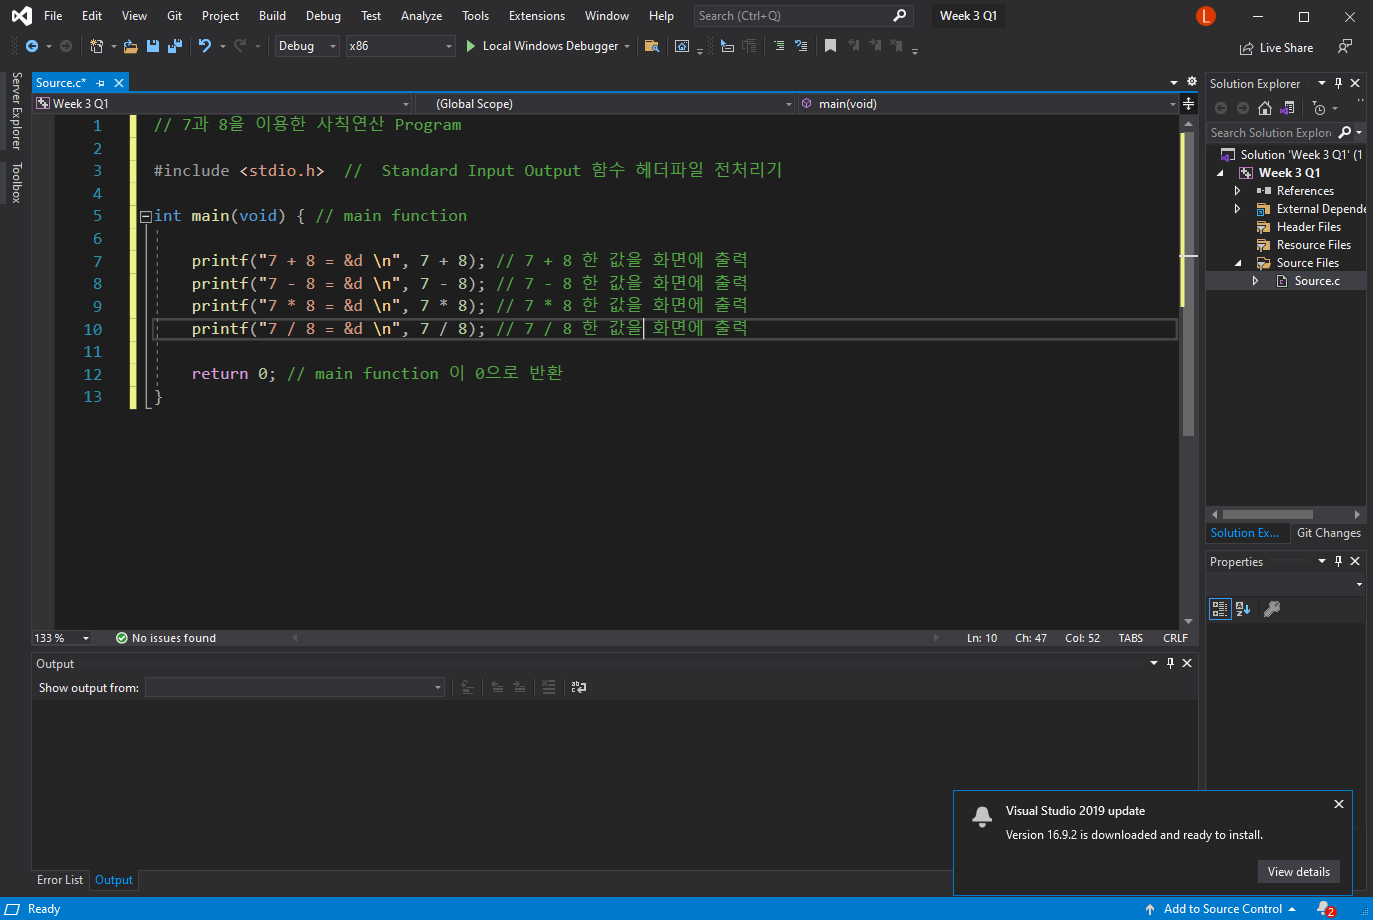 File Edit View Git Project Build Debug Test Analyze Tools Extensions Window Help Search (Ctrl+Q) Week 3 Q1 L
Debug x86 Local Windows Debugger Live Share
Server Explorer
Toolbox
Source.c*
Week 3 Q1 (Global Scope) main(void)
1 // 7과 8을 이용한 사칙연산 Program
2
3 #include <stdio.h> // Standard Input Output 함수 헤더파일 전처리기
4
5 int main(void) { // main function
6
7 printf("7 + 8 = &d \n", 7 + 8); // 7 + 8 한 값을 화면에 출력
8 printf("7 - 8 = &d \n", 7 - 8); // 7 - 8 한 값을 화면에 출력
9 printf("7 * 8 = &d \n", 7 * 8); // 7 * 8 한 값을 화면에 출력
10 printf("7 / 8 = &d \n", 7 / 8); // 7 / 8 한 값을 화면에 출력
11
12 return 0; // main function 이 0으로 반환
13 }
133 % No issues found Ln: 10 Ch: 47 Col: 52 TABS CRLF
Output
Show output from:
Error List Output
Solution Explorer
Search Solution Explor
Solution 'Week 3 Q1' (1
Week 3 Q1
References
External Depende
Header Files
Resource Files
Source Files
Source.c
Solution Ex... Git Changes
Properties
Visual Studio 2019 update
Version 16.9.2 is downloaded and ready to install.
View details
Ready Add to Source Control 2